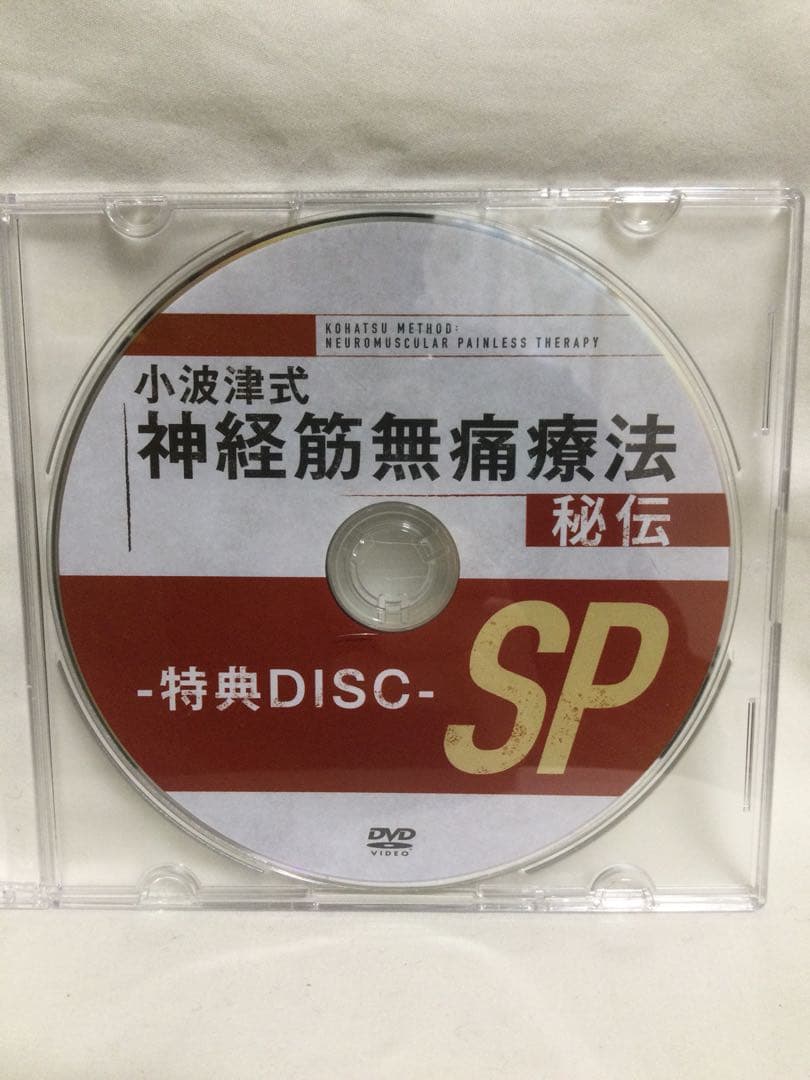 KOHATSU METHOD:
NEUROMUSCULAR PAINLESS THERAPY
小波津式
神経筋無痛療法
秘伝
-特典DISC-
SP
DVD
VIDEO